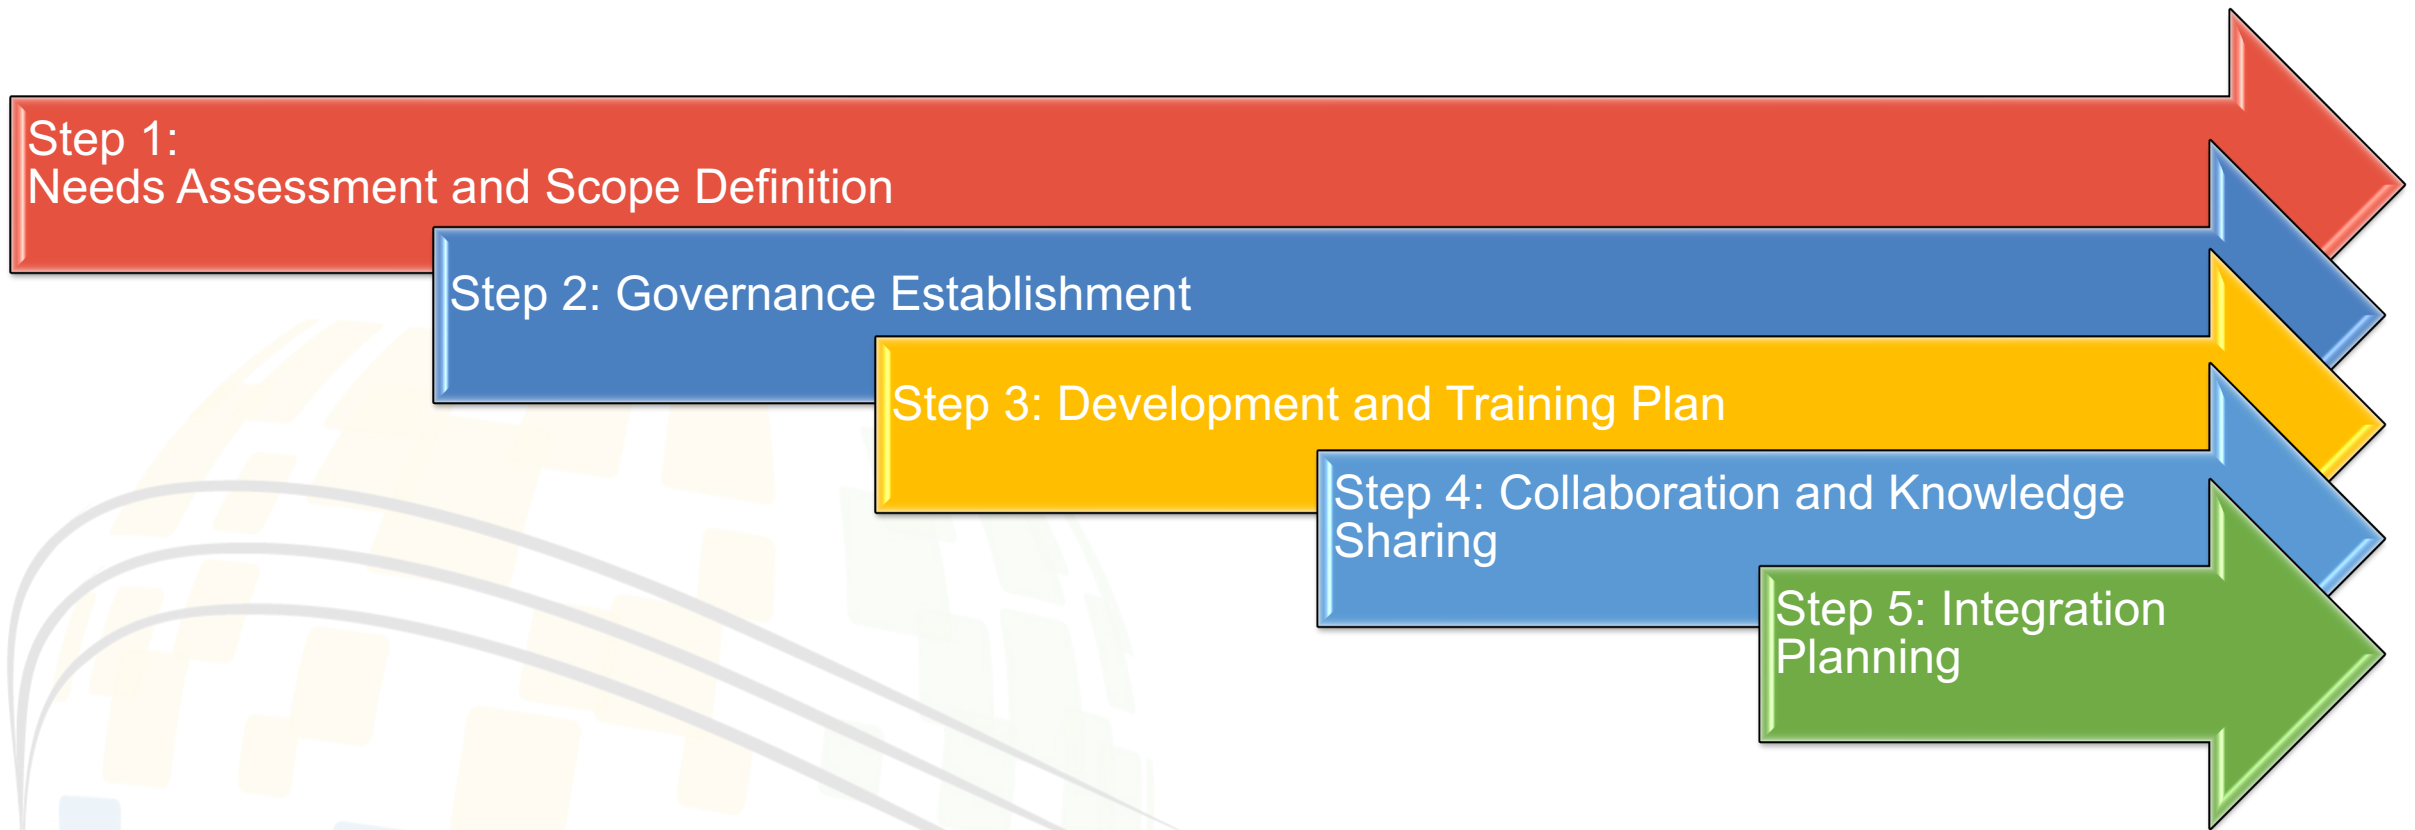 Step 1:
Needs Assessment and Scope Definition
Step 2: Governance Establishment
Step 3: Development and Training Plan
Step 4: Collaboration and Knowledge
Sharing
Step 5: Integration
Planning